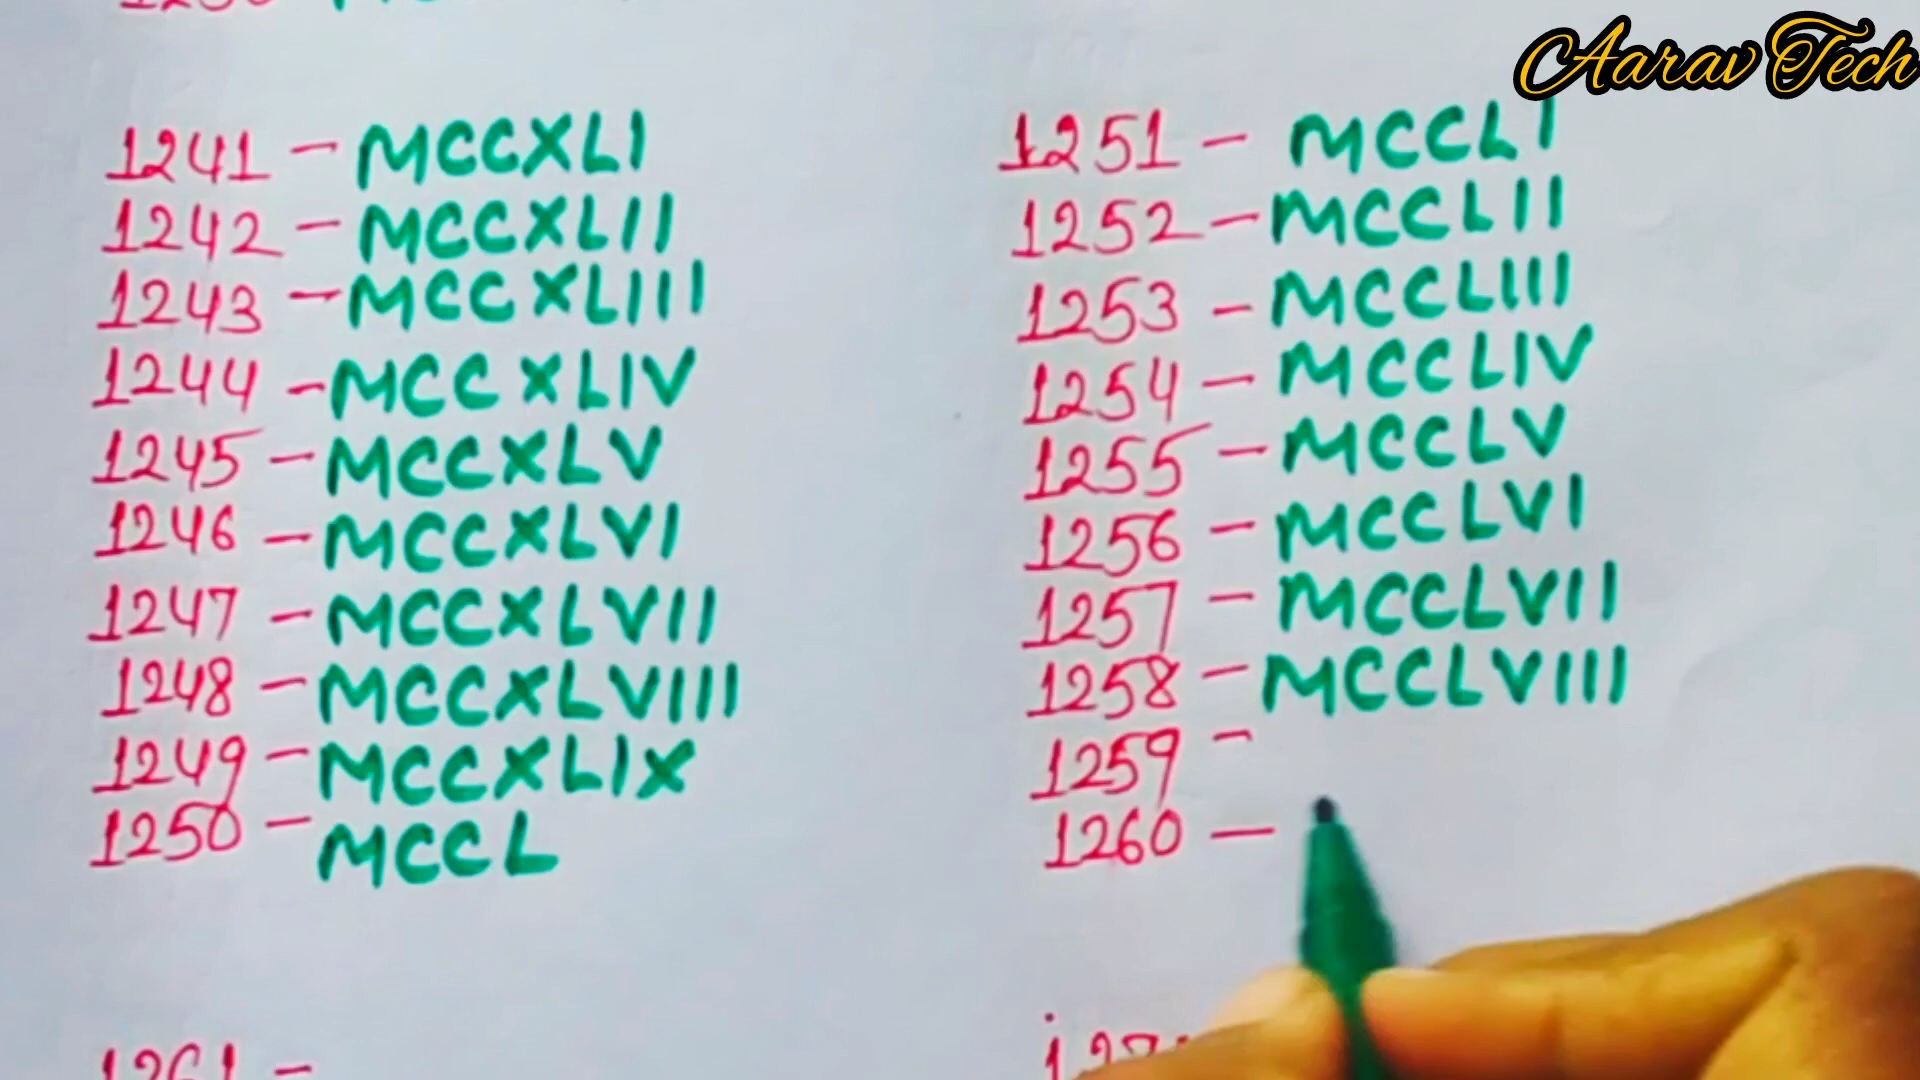 Aarav Tech
1241 - MCCXLI
1242 - MCCXLII
1243 - MCCXLIII
1244 - MCCXLIV
1245 - MCCXLV
1246 - MCCXLVI
1247 - MCCXLVII
1248 - MCCXLVIII
1249 - MCCXLIX
1250 - MCCL
1251 - MCCLI
1252 - MCCLII
1253 - MCCLIII
1254 - MCCLIV
1255 - MCCLV
1256 - MCCLVI
1257 - MCCLVII
1258 - MCCLVIII
1259 -
1260 -
1261 -